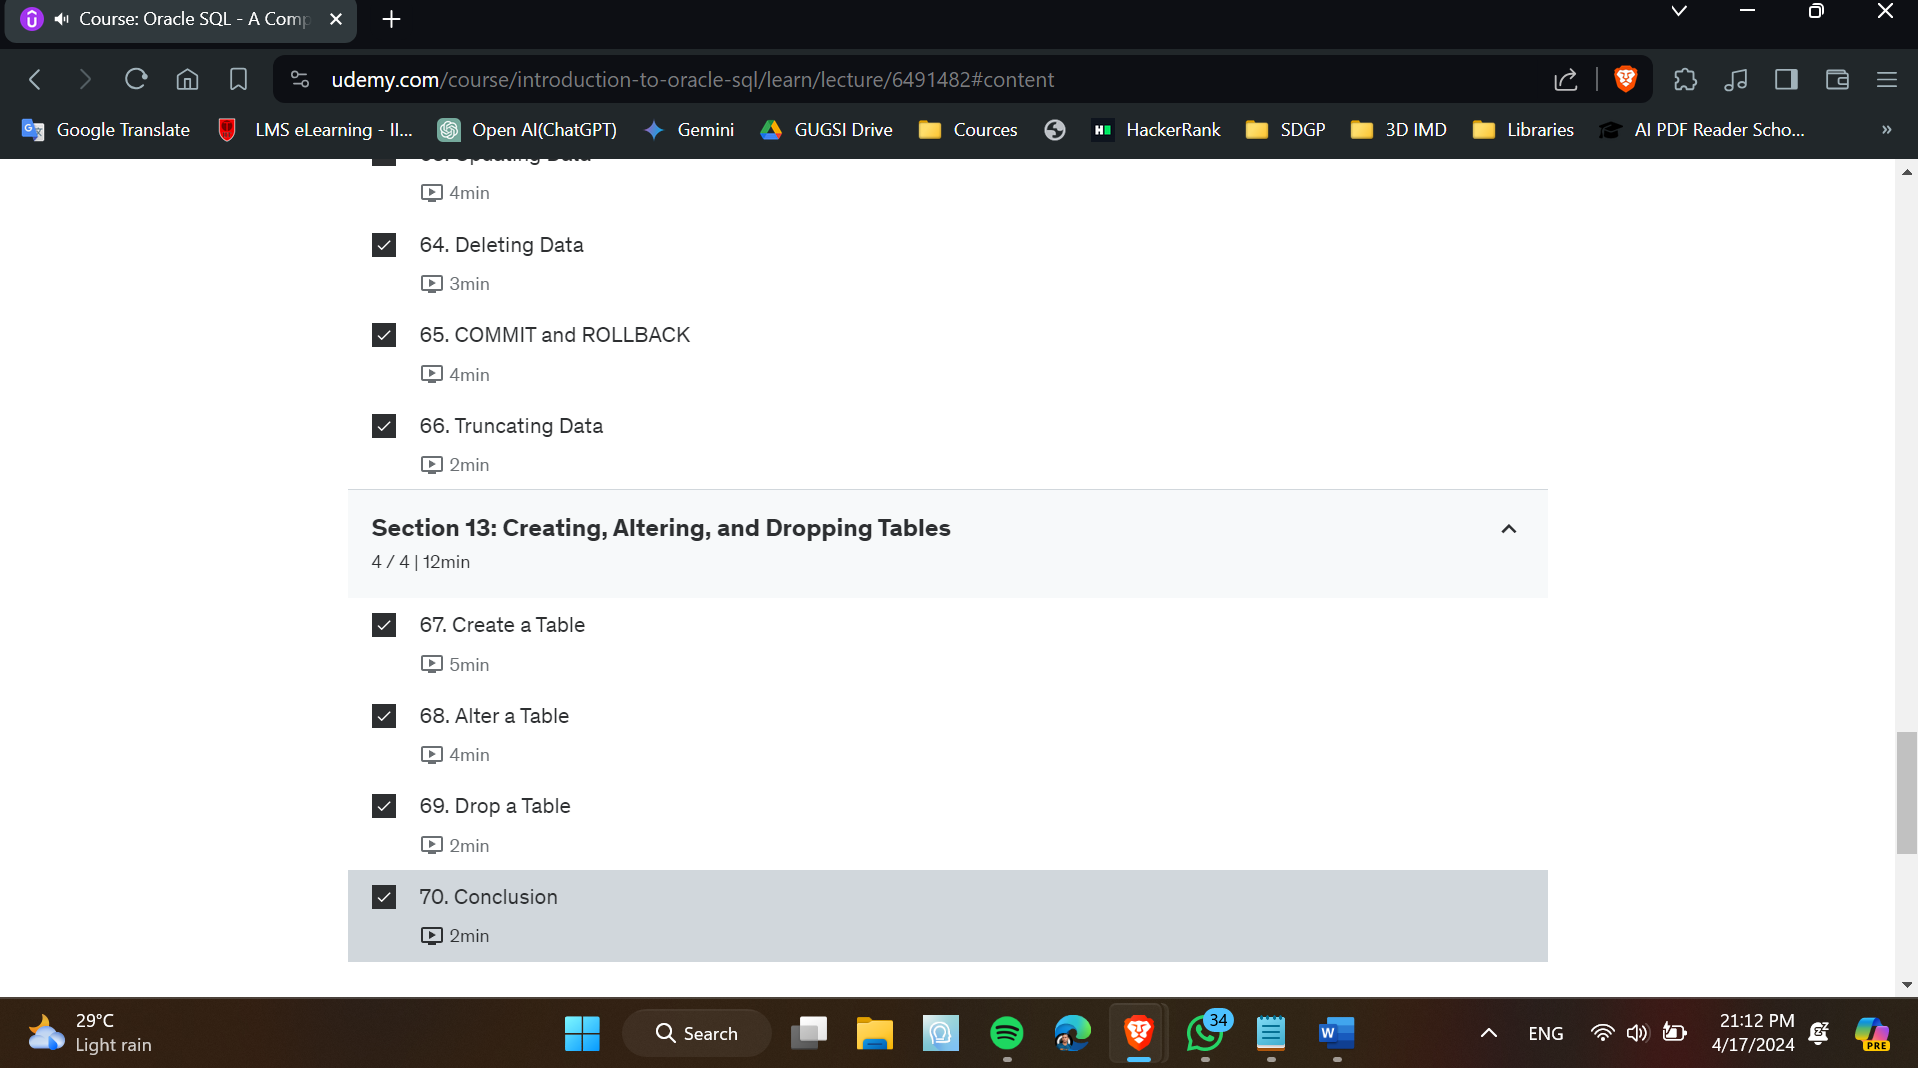 Course: Oracle SQL - A Comp
udemy.com/course/introduction-to-oracle-sql/learn/lecture/6491482#content
Google Translate
LMS eLearning - II...
Open AI(ChatGPT)
Gemini
GUGSI Drive
Cources
HackerRank
SDGP
3D IMD
Libraries
AI PDF Reader Scho...
»
Updating Data
4min
64. Deleting Data
3min
65. COMMIT and ROLLBACK
4min
66. Truncating Data
2min
Section 13: Creating, Altering, and Dropping Tables
4 / 4 | 12min
67. Create a Table
5min
68. Alter a Table
4min
69. Drop a Table
2min
70. Conclusion
2min
29°C
Light rain
Search
34
ENG
21:12 PM
4/17/2024
PRE